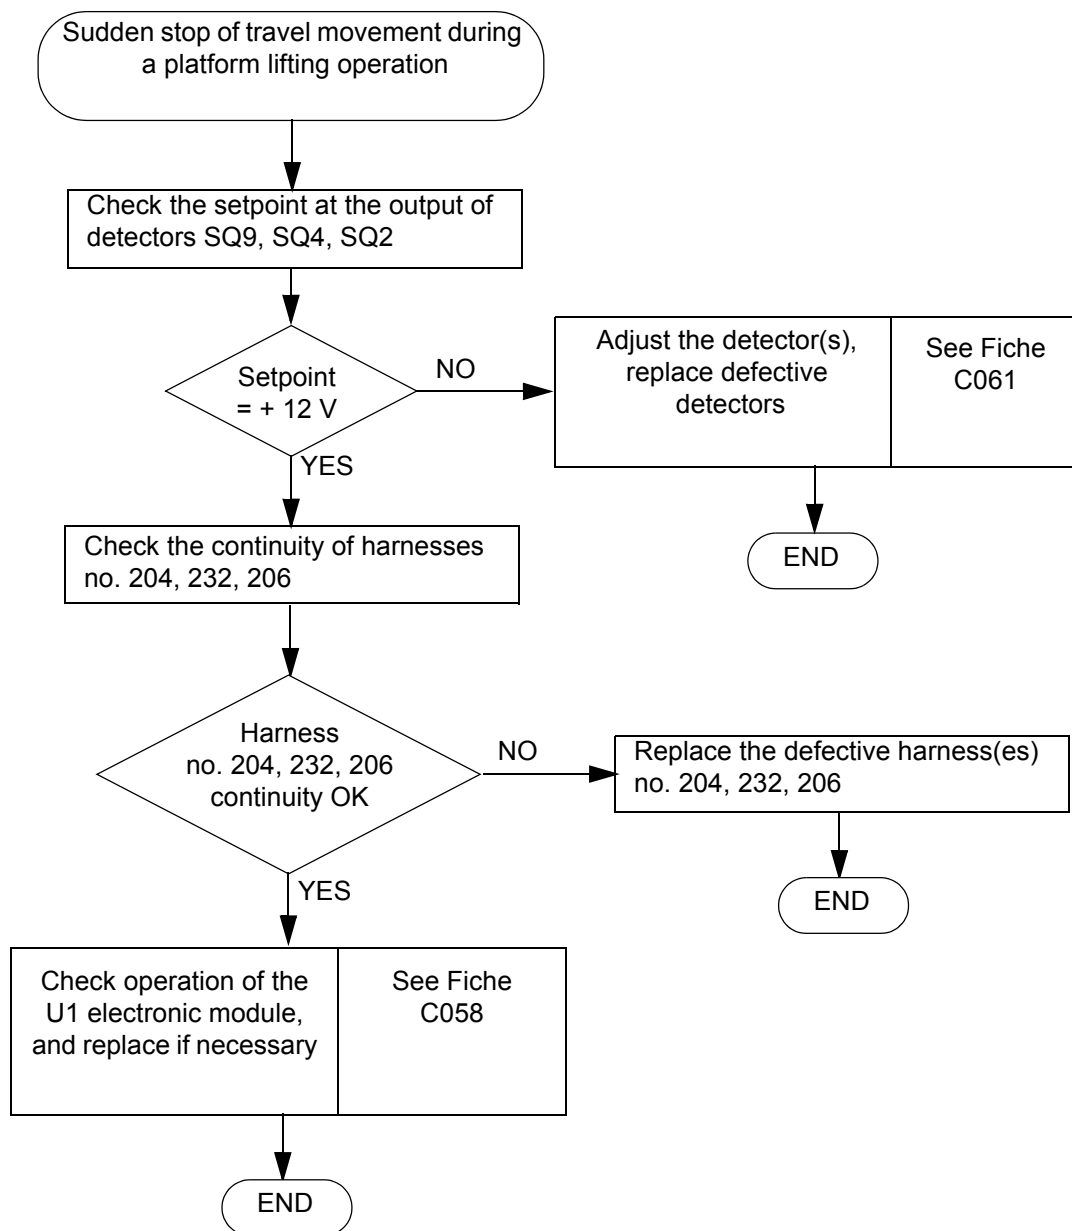 Sudden stop of travel movement during
a platform lifting operation
Check the setpoint at the output of
detectors SQ9, SQ4, SQ2
Setpoint
= + 12 V
NO
Adjust the detector(s),
replace defective
detectors
See Fiche
C061
YES
END
Check the continuity of harnesses
no. 204, 232, 206
Harness
no. 204, 232, 206
continuity OK
NO
Replace the defective harness(es)
no. 204, 232, 206
YES
END
Check operation of the
U1 electronic module,
and replace if necessary
See Fiche
C058
END